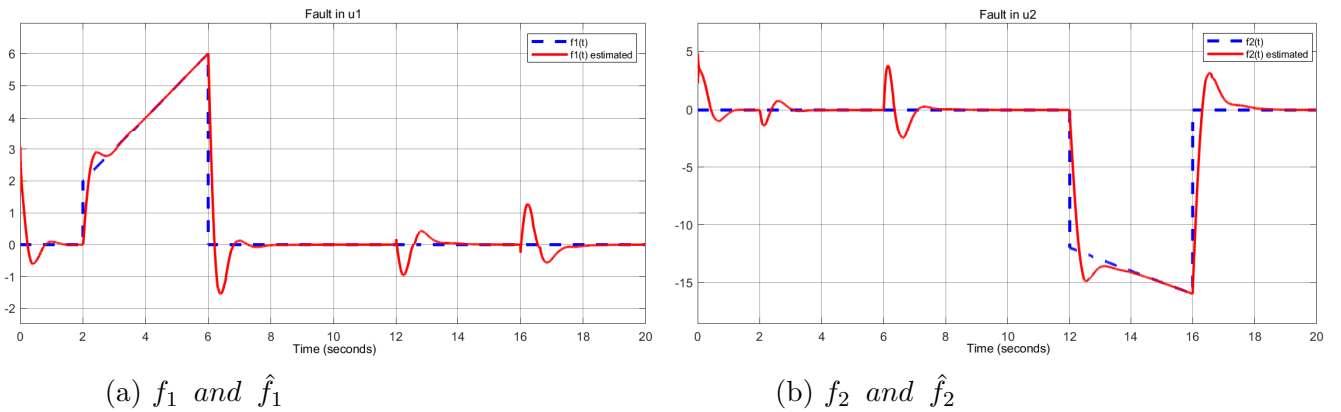 Fault in u1
f1(t)
f1(t) estimated
6
5
4
3
2
1
0
-1
-2
0 2 4 6 8 10 12 14 16 18 20
Time (seconds)
(a) f₁ and f̂₁
Fault in u2
f2(t)
f2(t) estimated
5
0
-5
-10
-15
0 2 4 6 8 10 12 14 16 18 20
Time (seconds)
(b) f₂ and f̂₂